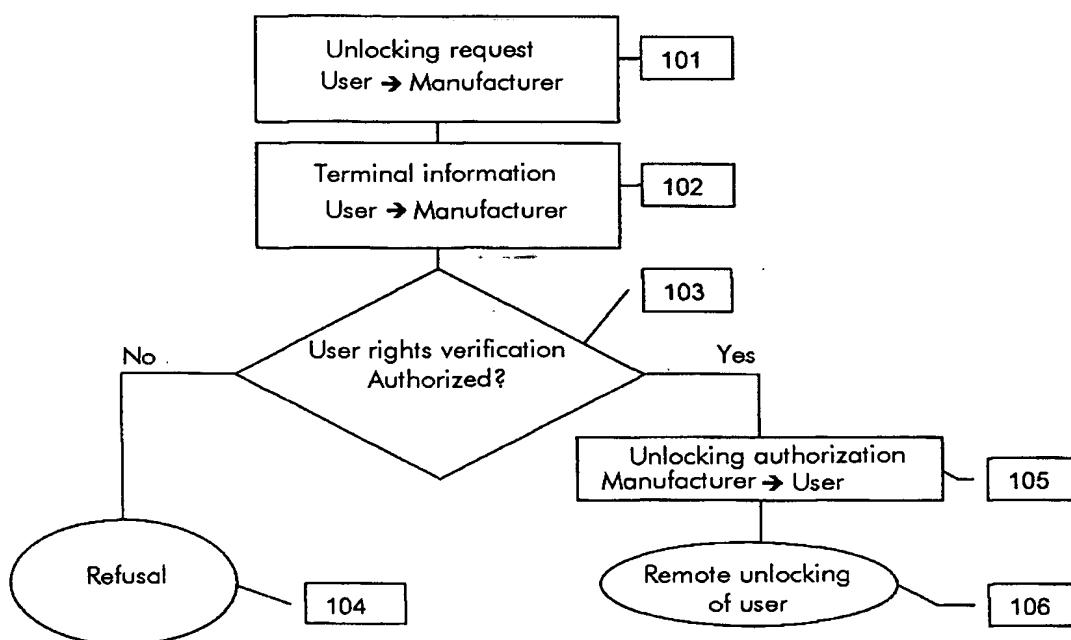 Unlocking request
User → Manufacturer
101
Terminal information
User → Manufacturer
102
103
User rights verification
Authorized?
No
Yes
Unlocking authorization
Manufacturer → User
105
Refusal
104
Remote unlocking
of user
106